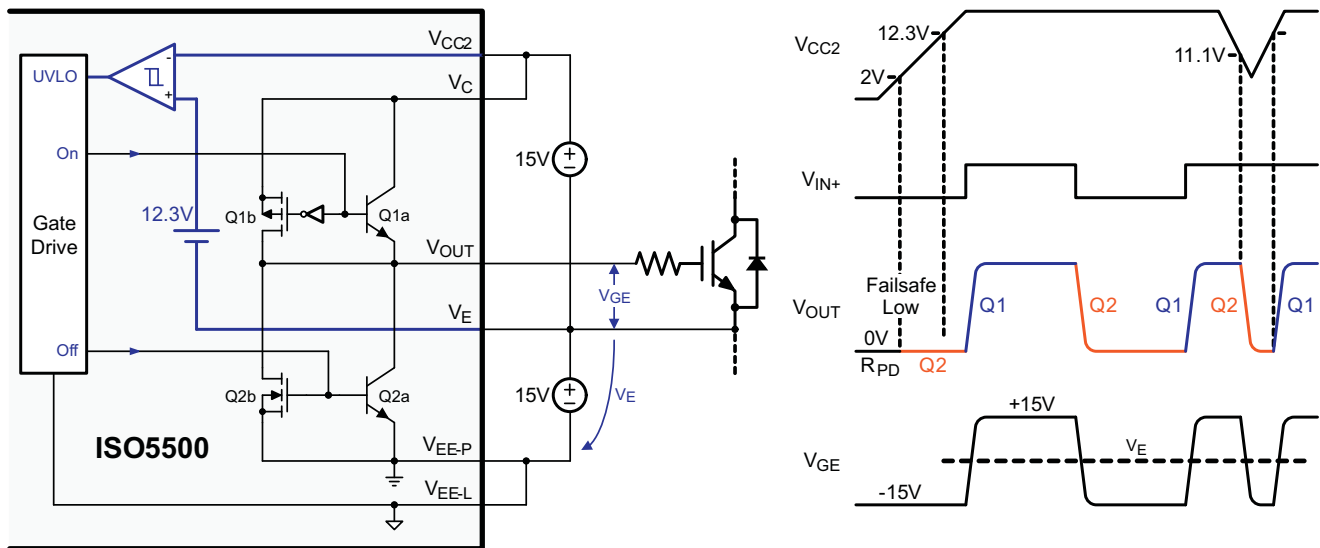 UVLO
-
+
VCC2
VC
On
15V
Gate
Drive
12.3V
Q1b
Q1a
VOUT
VGE
VE
Off
Q2b
Q2a
15V
VE
ISO5500
VEE-P
VEE-L
VCC2
12.3V
2V
11.1V
VIN+
VOUT
Failsafe
Low
0V
RPD
Q2
Q1
Q2
Q1
Q2
Q1
VGE
+15V
VE
-15V